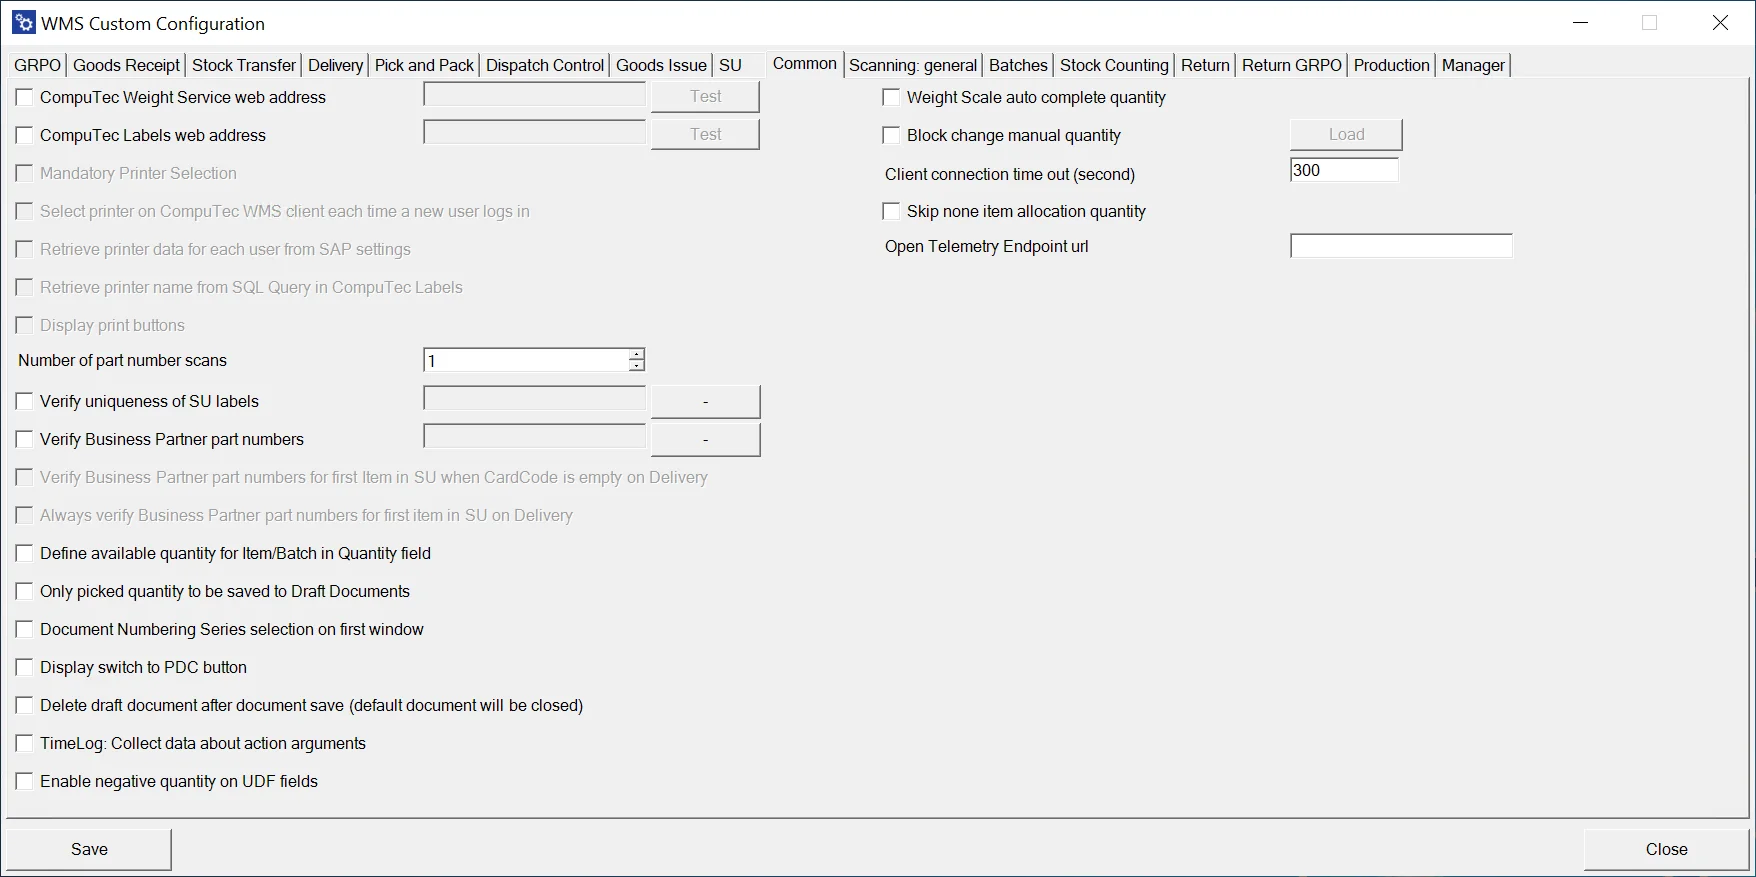 WMS Custom Configuration
GRPO Goods Receipt Stock Transfer Delivery Pick and Pack Dispatch Control Goods Issue SU Common Scanning: general Batches Stock Counting Return Return GRPO Production Manager
CompuTec Weight Service web address Test
CompuTec Labels web address Test
Mandatory Printer Selection
Select printer on CompuTec WMS client each time a new user logs in
Retrieve printer data for each user from SAP settings
Retrieve printer name from SQL Query in CompuTec Labels
Display print buttons
Number of part number scans 1
Verify uniqueness of SU labels -
Verify Business Partner part numbers -
Verify Business Partner part numbers for first Item in SU when CardCode is empty on Delivery
Always verify Business Partner part numbers for first item in SU on Delivery
Define available quantity for Item/Batch in Quantity field
Only picked quantity to be saved to Draft Documents
Document Numbering Series selection on first window
Display switch to PDC button
Delete draft document after document save (default document will be closed)
TimeLog: Collect data about action arguments
Enable negative quantity on UDF fields
Weight Scale auto complete quantity
Block change manual quantity Load
Client connection time out (second) 300
Skip none item allocation quantity
Open Telemetry Endpoint url
Save Close